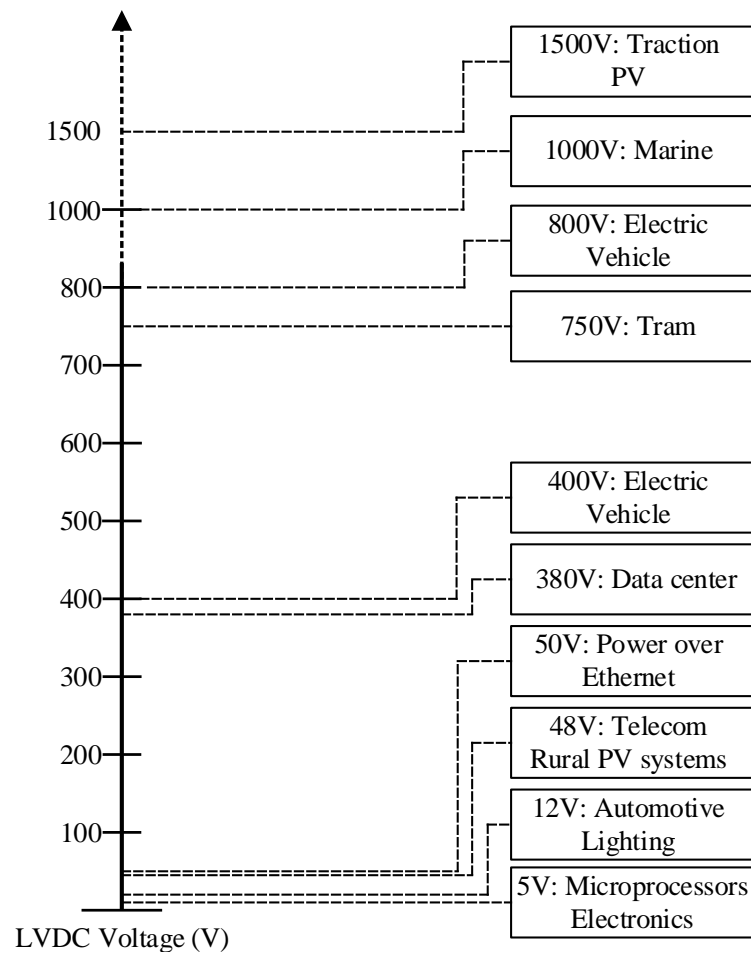 1500V: Traction
PV
1500
1000V: Marine
1000
800V: Electric
Vehicle
800
750V: Tram
700
600
400V: Electric
Vehicle
500
380V: Data center
400
50V: Power over
Ethernet
300
48V: Telecom
Rural PV systems
200
12V: Automotive
Lighting
100
5V: Microprocessors
Electronics
LVDC Voltage (V)